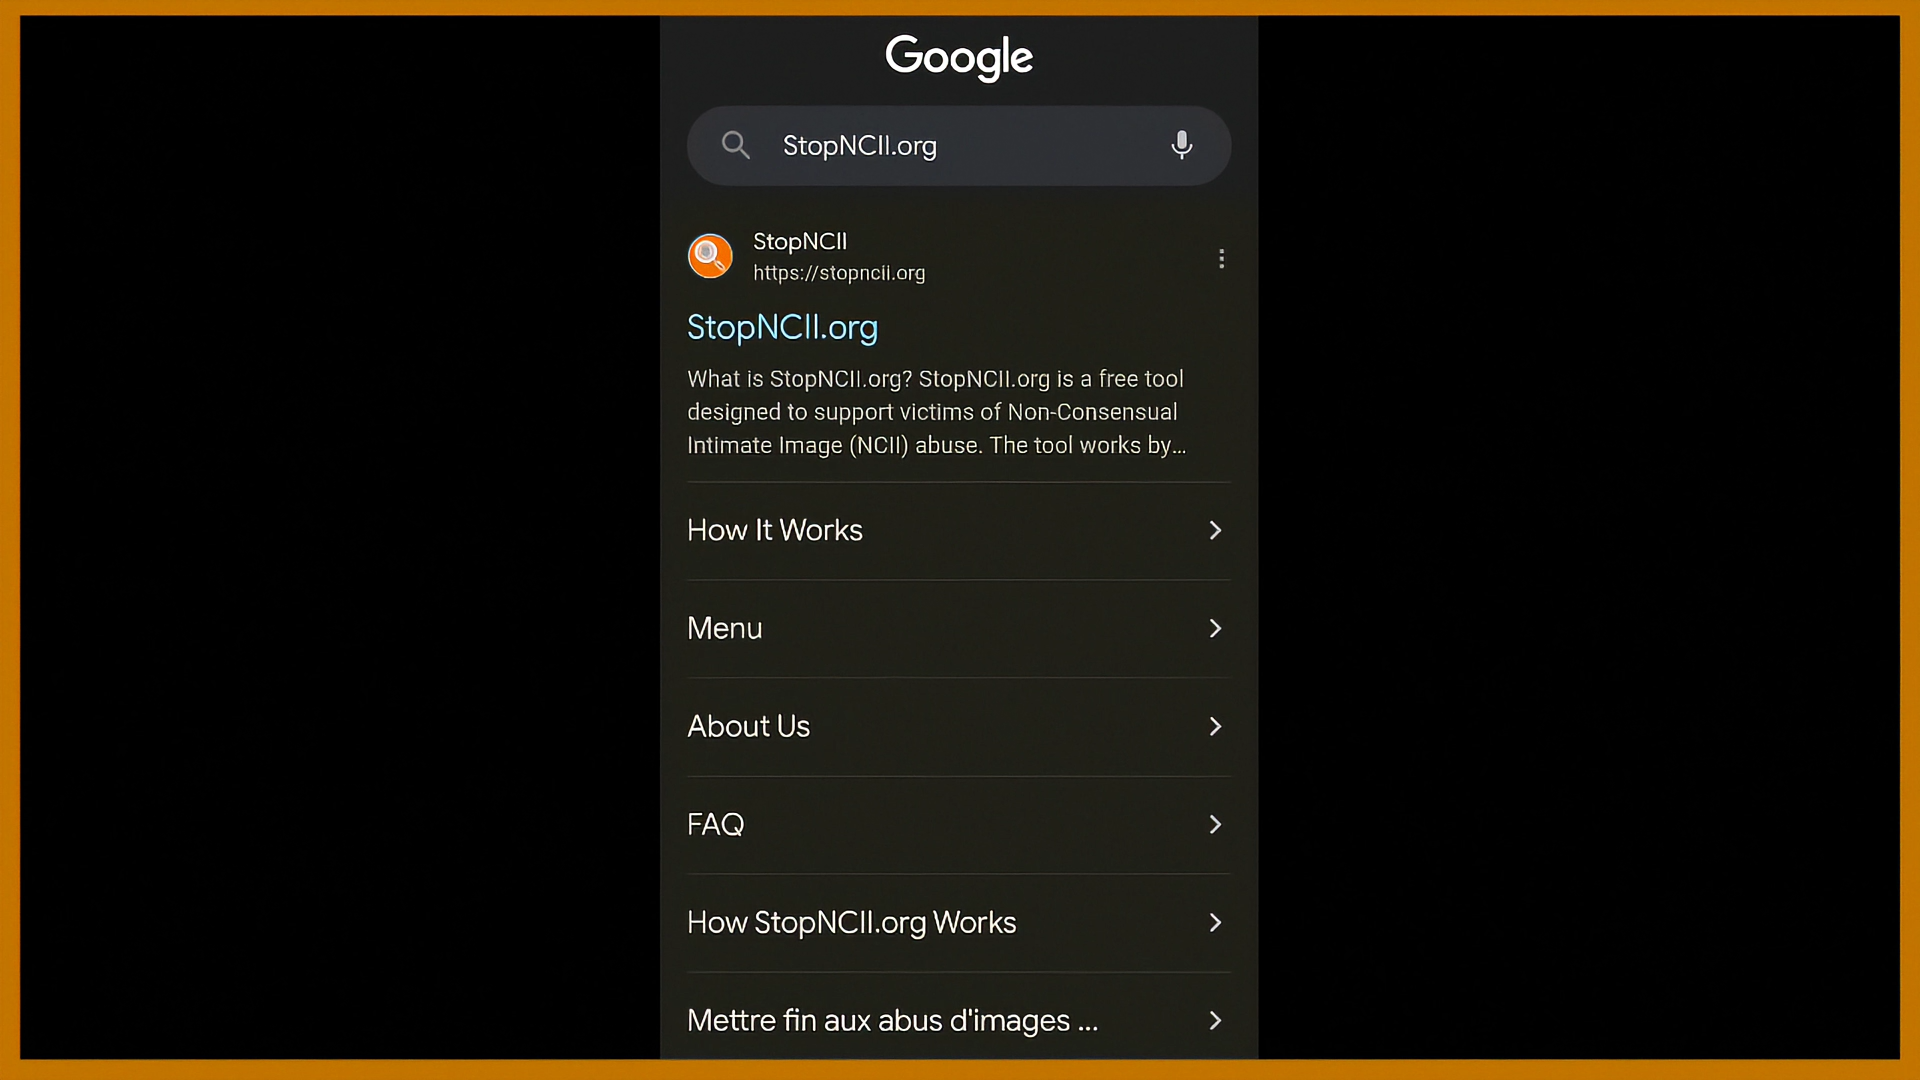 Google
StopNCII.org
StopNCII
https://stopncii.org
StopNCII.org
What is StopNCII.org? StopNCII.org is a free tool
designed to support victims of Non-Consensual
Intimate Image (NCII) abuse. The tool works by...
How It Works
Menu
About Us
FAQ
How StopNCII.org Works
Mettre fin aux abus d'images ...